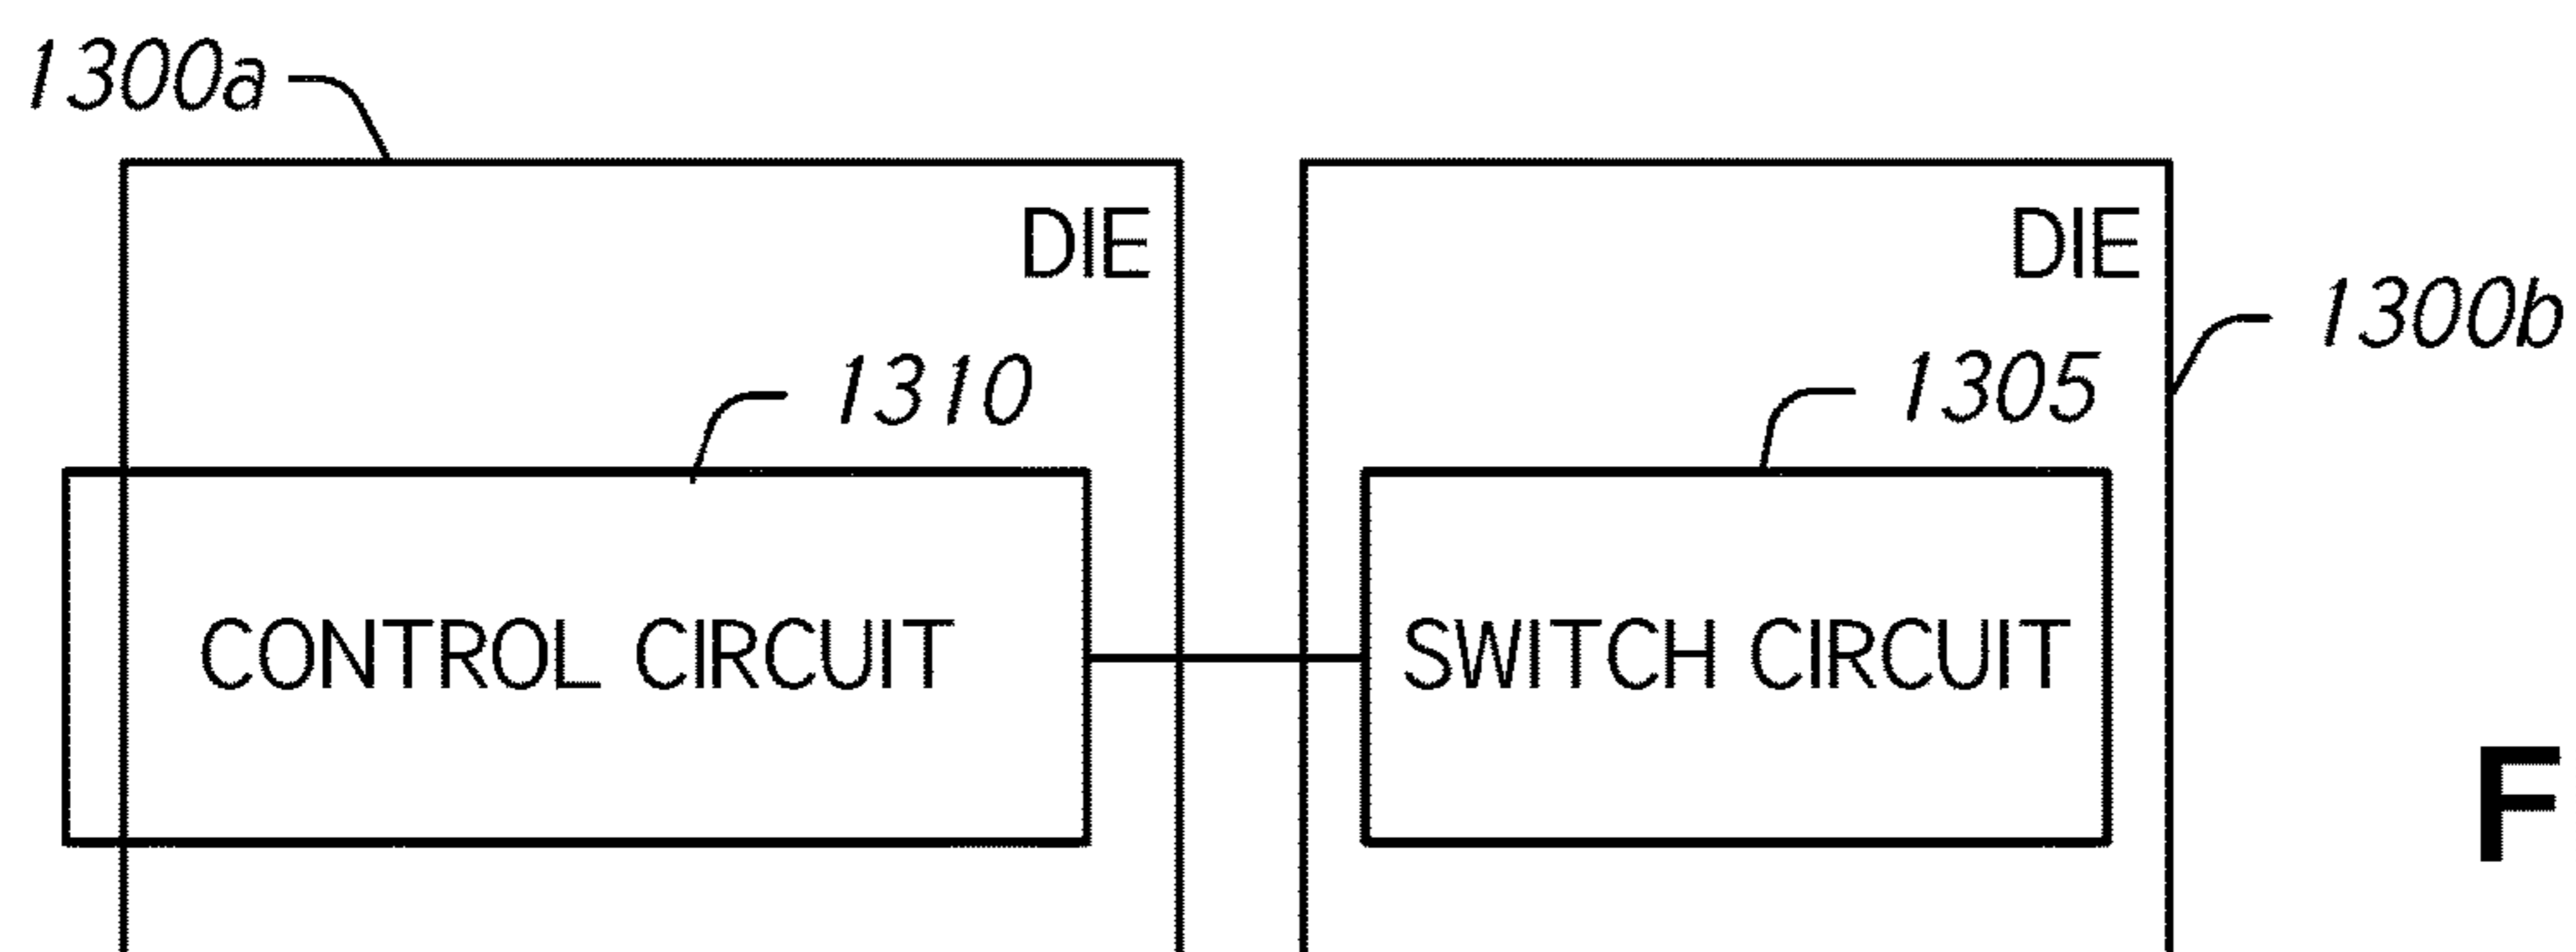 1300a
DIE
DIE
1300b
1310
1305
CONTROL CIRCUIT
SWITCH CIRCUIT
F